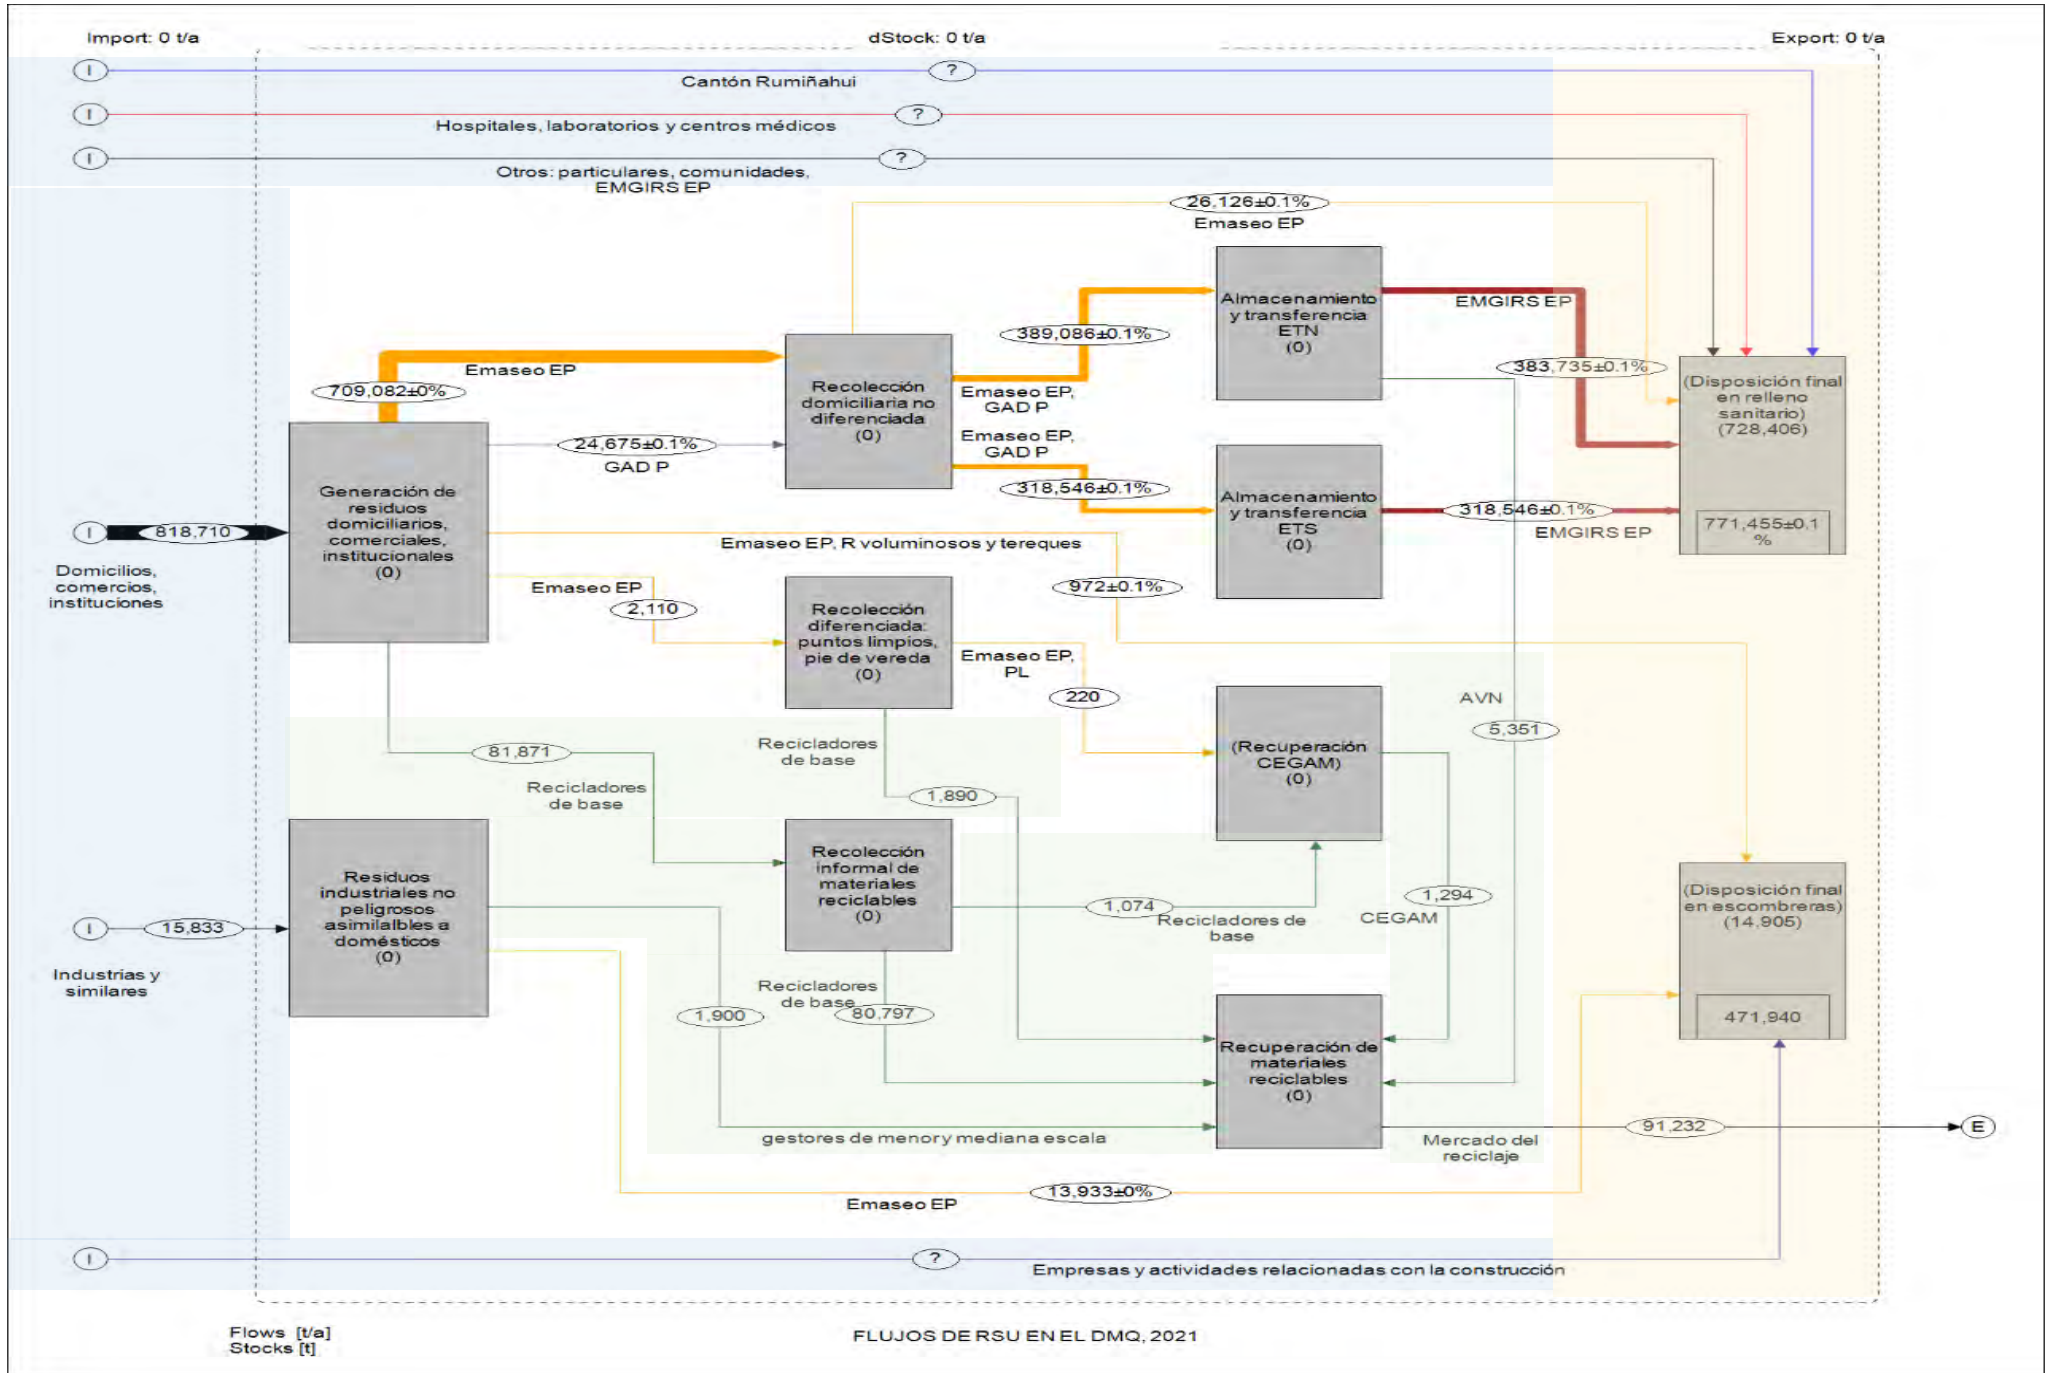 Import: 0 t/a
dStock: 0 t/a
Export: 0 t/a
I
?
Cantón Rumiñahui
I
?
Hospitales, laboratorios y centros médicos
I
?
Otros: particulares, comunidades,
EMGIRS EP
26,126±0.1%
Emaseo EP
709,082±0%
Emaseo EP
24,675±0.1%
GAD P
Recolección
domiciliaria no
diferenciada
(0)
389,086±0.1%
Emaseo EP,
GAD P
Emaseo EP,
GAD P
318,546±0.1%
Almacenamiento
y transferencia
ETN
(0)
EMGIRS EP
383,735±0.1%
Almacenamiento
y transferencia
ETS
(0)
318,546±0.1%
EMGIRS EP
(Disposición final
en relleno
sanitario)
(728,406)
771,455±0.1
%
I
818,710
Domicilios,
comercios,
instituciones
Generación de
residuos
domiciliarios,
comerciales,
institucionales
(0)
Emaseo EP, R voluminosos y tereques
972±0.1%
Emaseo EP
2,110
Recolección
diferenciada:
puntos limpios,
pie de vereda
(0)
Emaseo EP,
PL
220
AVN
5,351
81,871
Recicladores
de base
Recicladores
de base
1,890
(Recuperación
CEGAM)
(0)
I
15,833
Industrias y
similares
Residuos
industriales no
peligrosos
asimilalbles a
domésticos
(0)
Recolección
informal de
materiales
reciclables
(0)
1,074
Recicladores de
base
1,294
CEGAM
(Disposición final
en escombreras)
(14,905)
471,940
Recicladores
de base
1,900
80,797
Recuperación de
materiales
reciclables
(0)
gestores de menor y mediana escala
Mercado del
reciclaje
91,232
E
13,933±0%
Emaseo EP
I
?
Empresas y actividades relacionadas con la construcción
Flows [t/a]
Stocks [t]
FLUJOS DE RSU EN EL DMQ, 2021